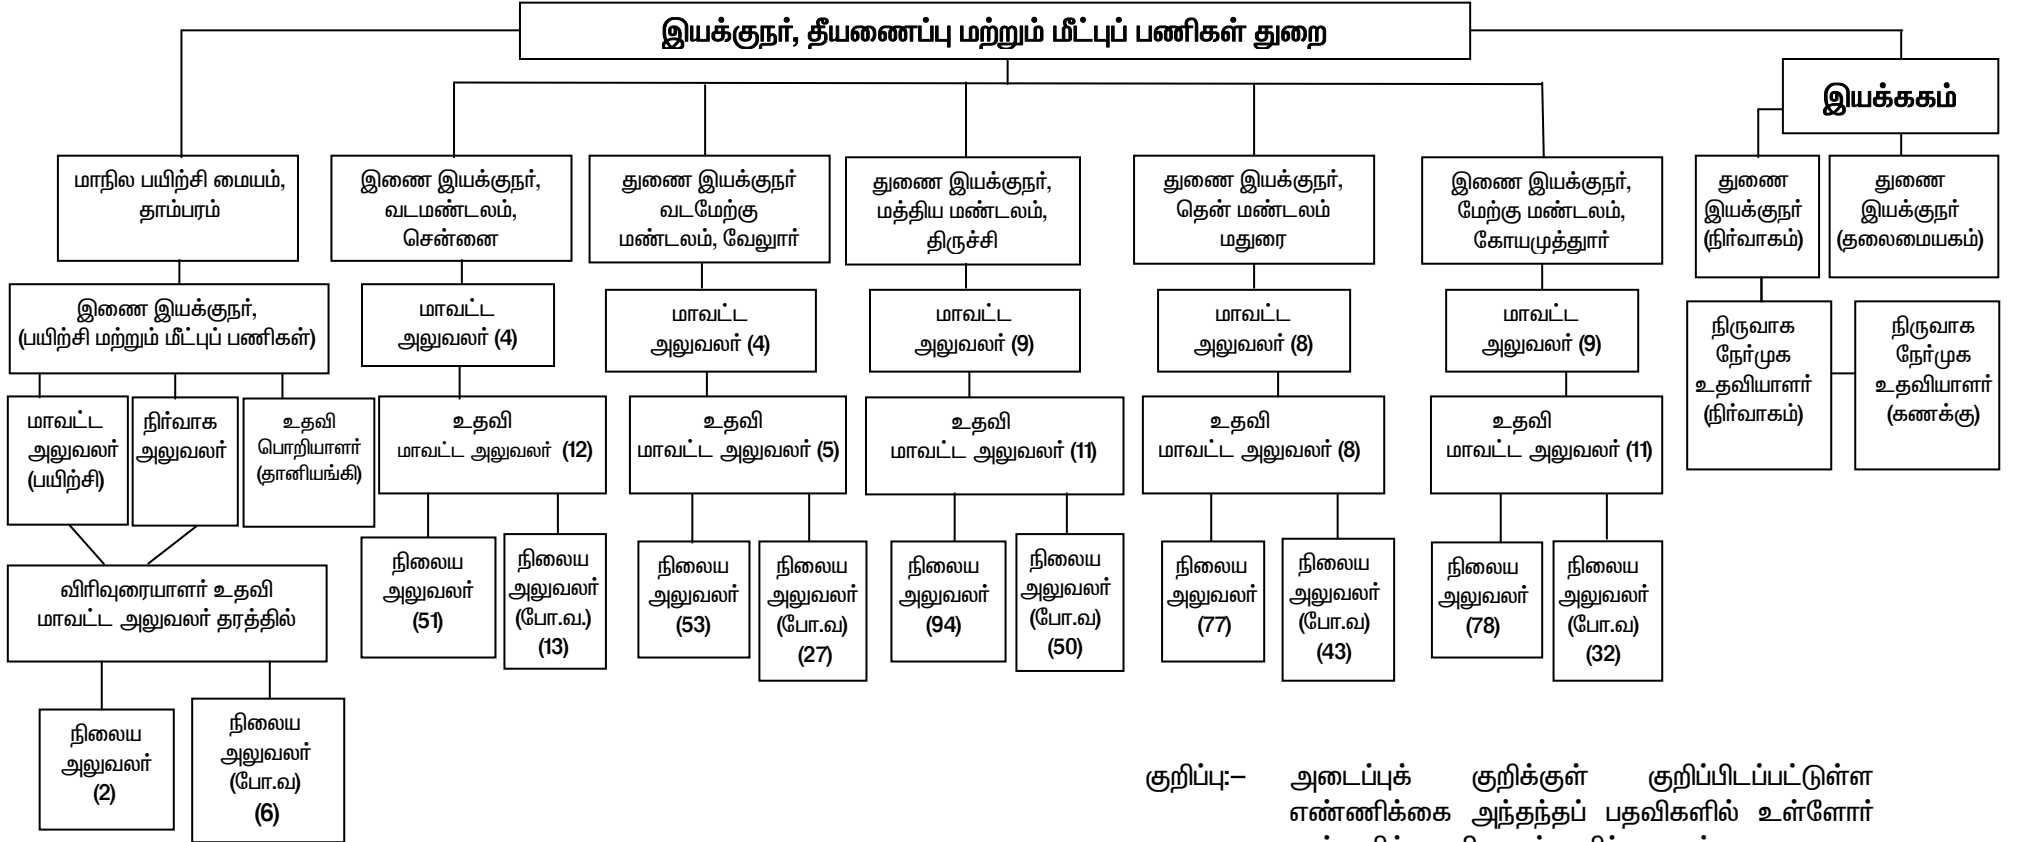 இயக்குநர், தீயணைப்பு மற்றும் மீட்புப் பணிகள் துறை
இயக்ககம்
மாநில பயிற்சி மையம்,
தாம்பரம்
இணை இயக்குநர்,
வடமண்டலம்,
சென்னை
துணை இயக்குநர்
வடமேற்கு
மண்டலம், வேலூர்
துணை இயக்குநர்,
மத்திய மண்டலம்,
திருச்சி
துணை இயக்குநர்,
தென் மண்டலம்
மதுரை
இணை இயக்குநர்,
மேற்கு மண்டலம்,
கோயமுத்தூர்
துணை
இயக்குநர்
(நிர்வாகம்)
துணை
இயக்குநர்
(தலைமையகம்)
இணை இயக்குநர்,
(பயிற்சி மற்றும் மீட்புப் பணிகள்)
மாவட்ட
அலுவலர் (4)
மாவட்ட
அலுவலர் (4)
மாவட்ட
அலுவலர் (9)
மாவட்ட
அலுவலர் (8)
மாவட்ட
அலுவலர் (9)
நிருவாக
நேர்முக
உதவியாளர்
(நிர்வாகம்)
நிருவாக
நேர்முக
உதவியாளர்
(கணக்கு)
மாவட்ட
அலுவலர்
(பயிற்சி)
நிர்வாக
அலுவலர்
உதவி
பொறியாளர்
(தானியங்கி)
உதவி
மாவட்ட அலுவலர் (12)
உதவி
மாவட்ட அலுவலர் (5)
உதவி
மாவட்ட அலுவலர் (11)
உதவி
மாவட்ட அலுவலர் (8)
உதவி
மாவட்ட அலுவலர் (11)
விரிவுரையாளர் உதவி
மாவட்ட அலுவலர் தரத்தில்
நிலைய
அலுவலர்
(51)
நிலைய
அலுவலர்
(போ.வ.)
(13)
நிலைய
அலுவலர்
(53)
நிலைய
அலுவலர்
(போ.வ)
(27)
நிலைய
அலுவலர்
(94)
நிலைய
அலுவலர்
(போ.வ)
(50)
நிலைய
அலுவலர்
(77)
நிலைய
அலுவலர்
(போ.வ)
(43)
நிலைய
அலுவலர்
(78)
நிலைய
அலுவலர்
(போ.வ)
(32)
நிலைய
அலுவலர்
(2)
நிலைய
அலுவலர்
(போ.வ)
(6)
குறிப்பு:– அடைப்புக் குறிக்குள் குறிப்பிடப்பட்டுள்ள
எண்ணிக்கை அந்தந்தப் பதவிகளில் உள்ளோர்